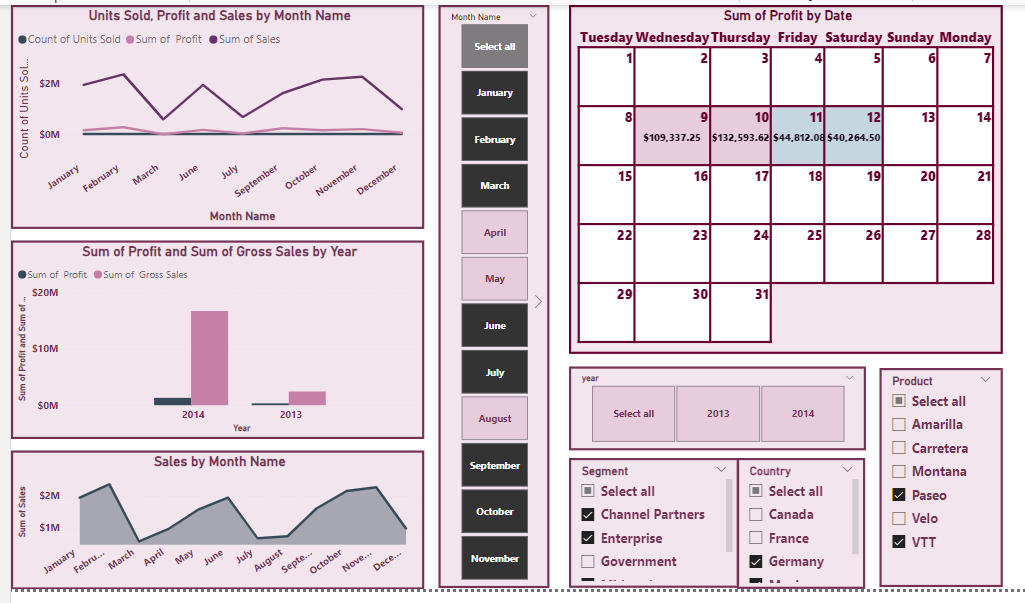 Units Sold, Profit and Sales by Month Name
Count of Units Sold Sum of Profit Sum of Sales
Count of Units Sol...
$2M
$0M
January February March June July September October November December
Month Name
Sum of Profit and Sum of Gross Sales by Year
Sum of Profit Sum of Gross Sales
Sum of Profit and Sum of ...
$20M
$10M
$0M
2014 2013
Year
Sales by Month Name
Sum of Sales
$2M
$1M
January Febru... March April May June July August Septe... October Nove... Dece...
Month Name
Select all
January
February
March
April
May
June
July
August
September
October
November
Sum of Profit by Date
Tuesday Wednesday Thursday Friday Saturday Sunday Monday
1 2 3 4 5 6 7
8 9 10 11 12 13 14
$109,337.25 $132,593.62 $44,812.08 $40,264.50
15 16 17 18 19 20 21
22 23 24 25 26 27 28
29 30 31
year
Select all 2013 2014
Segment
Select all
Channel Partners
Enterprise
Government
Country
Select all
Canada
France
Germany
Product
Select all
Amarilla
Carretera
Montana
Paseo
Velo
VTT